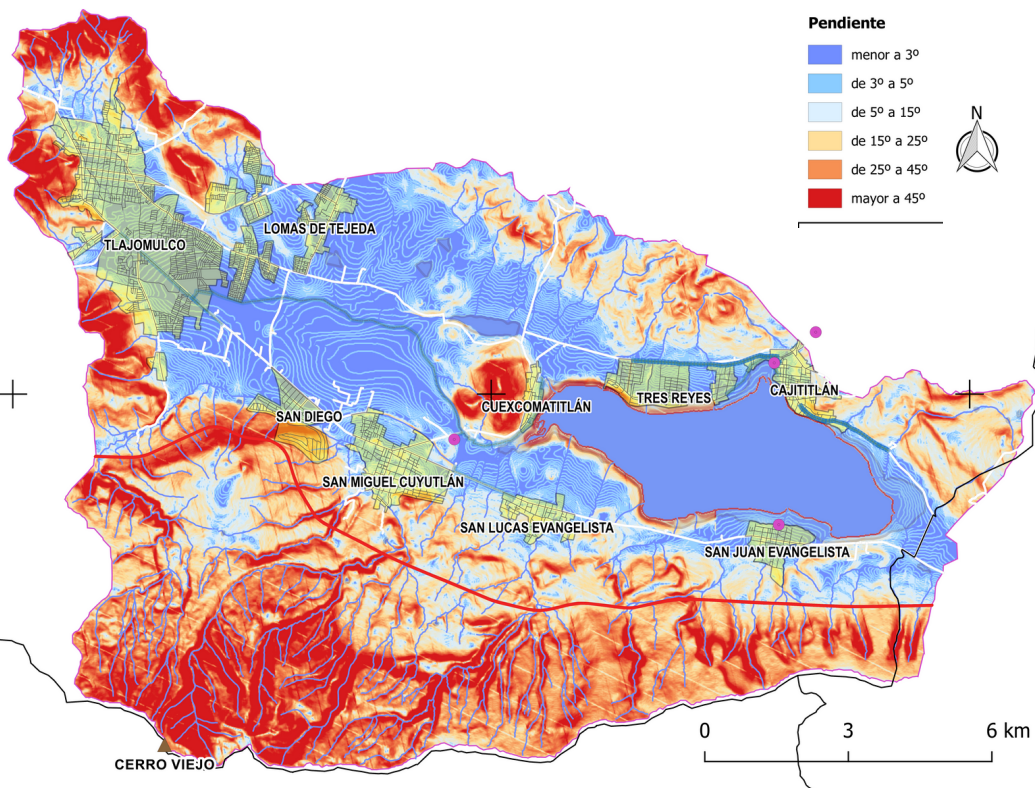 Pendiente
menor a 3º
de 3º a 5º
de 5º a 15º
de 15º a 25º
de 25º a 45º
mayor a 45º
N
LOMAS DE TEJEDA
TLAJOMULCO
CAJITITLÁN
TRES REYES
CUEXCOMATITLÁN
SAN DIEGO
SAN MIGUEL CUYUTLÁN
SAN LUCAS EVANGELISTA
SAN JUAN EVANGELISTA
0 3 6 km
CERRO VIEJO